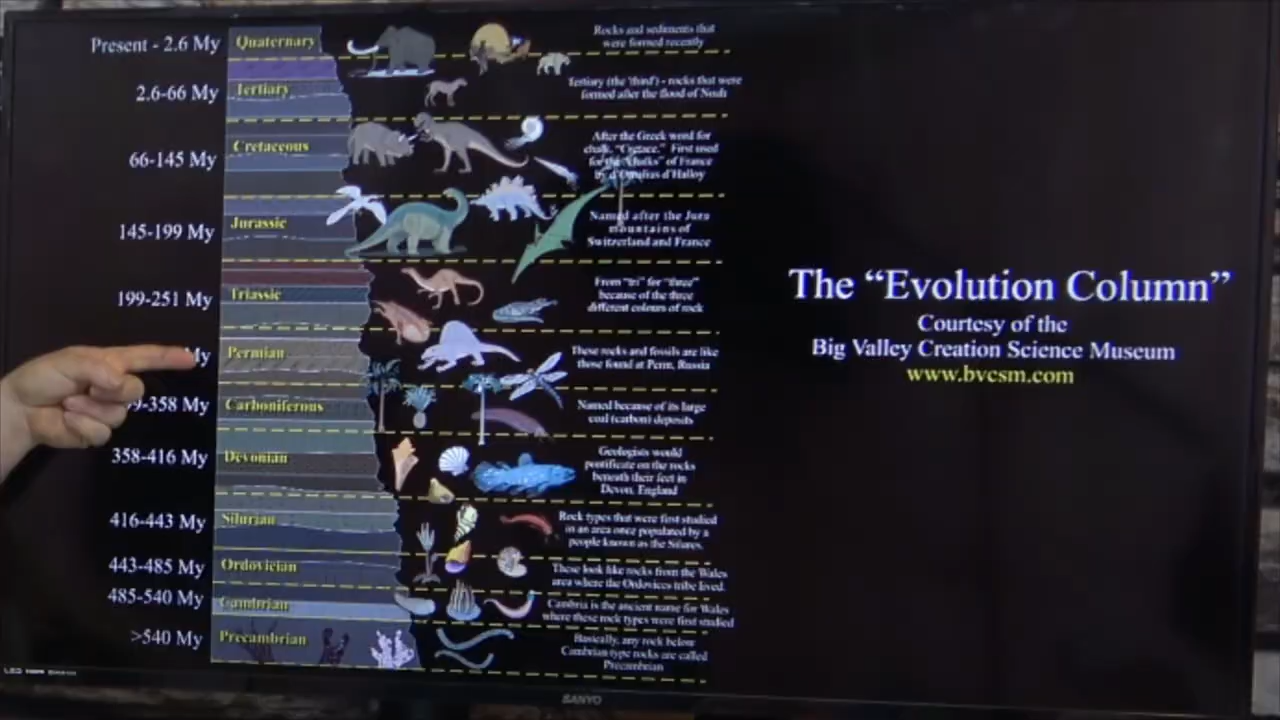 Present - 2.6 My
Quaternary
Rocks and sediments that
were formed recently
2.6-66 My
Tertiary
Tertiary (the 'third') - rocks that were
formed after the flood of Noah
66-145 My
Cretaceous
After the Greek word for
chalk, "Cretace." First used
for the "chalks" of France
by d'Omalius d'Halloy
145-199 My
Jurassic
Named after the Jura
mountains of
Switzerland and France
199-251 My
Triassic
From "tri" for "three"
because of the three
different colours of rock
My
Permian
These rocks and fossils are like
those found at Perm, Russia
9-358 My
Carboniferous
Named because of its large
coal (carbon) deposits
358-416 My
Devonian
Geologists would
pontificate on the rocks
beneath their feet in
Devon, England
416-443 My
Silurian
Rock types that were first studied
in an area once populated by a
people known as the Silures.
443-485 My
Ordovician
These look like rocks from the Wales
area where the Ordovices tribe lived.
485-540 My
Cambrian
Cambria is the ancient name for Wales
where these rock types were first studied
>540 My
Precambrian
Basically, any rock below
Cambrian type rocks are called
Precambrian
The "Evolution Column"
Courtesy of the
Big Valley Creation Science Museum
www.bvcsm.com
SANYO